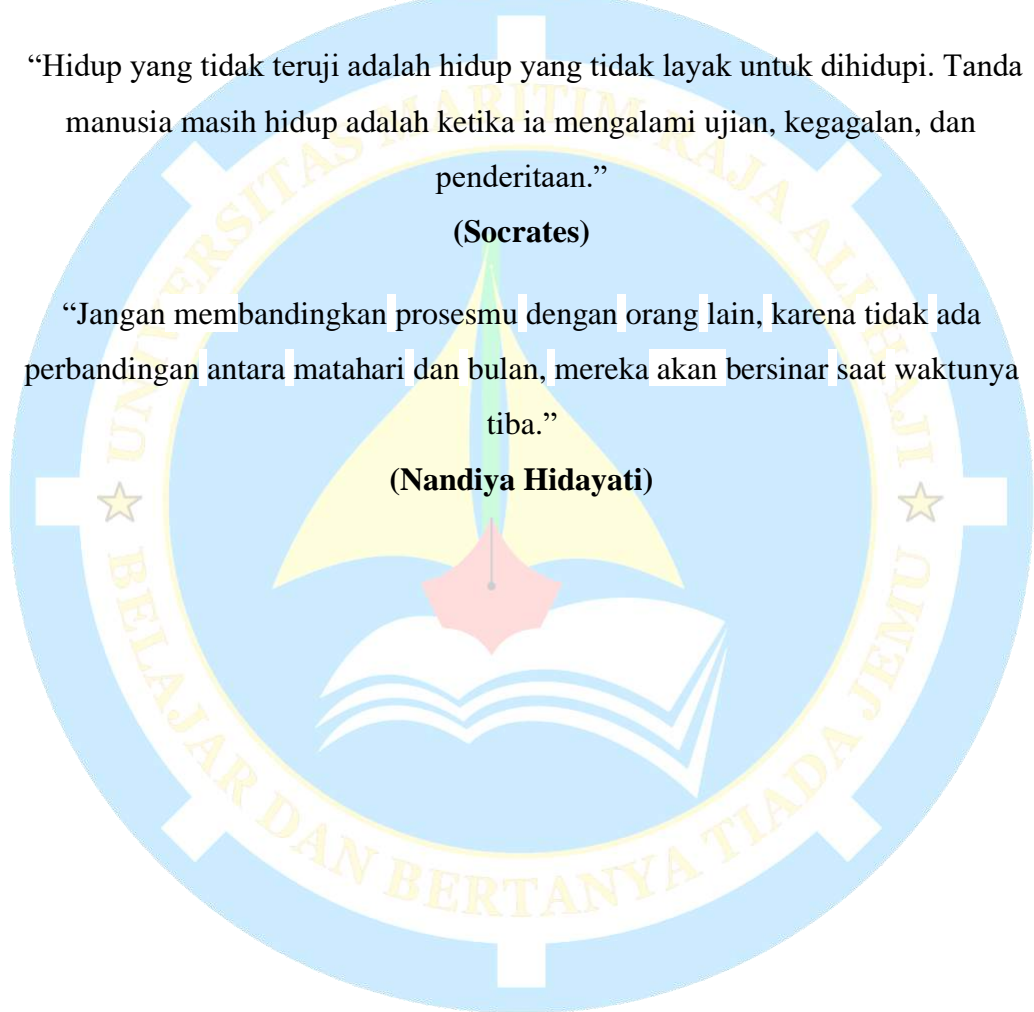 “Hidup yang tidak teruji adalah hidup yang tidak layak untuk dihidupi. Tanda
manusia masih hidup adalah ketika ia mengalami ujian, kegagalan, dan
penderitaan.”
(Socrates)
“Jangan membandingkan prosesmu dengan orang lain, karena tidak ada
perbandingan antara matahari dan bulan, mereka akan bersinar saat waktunya
tiba.”
(Nandiya Hidayati)
UNIVERSITAS MARITIM RAJA ALI HAJI
BELAJAR DAN BERTANYA TIADA JEMU